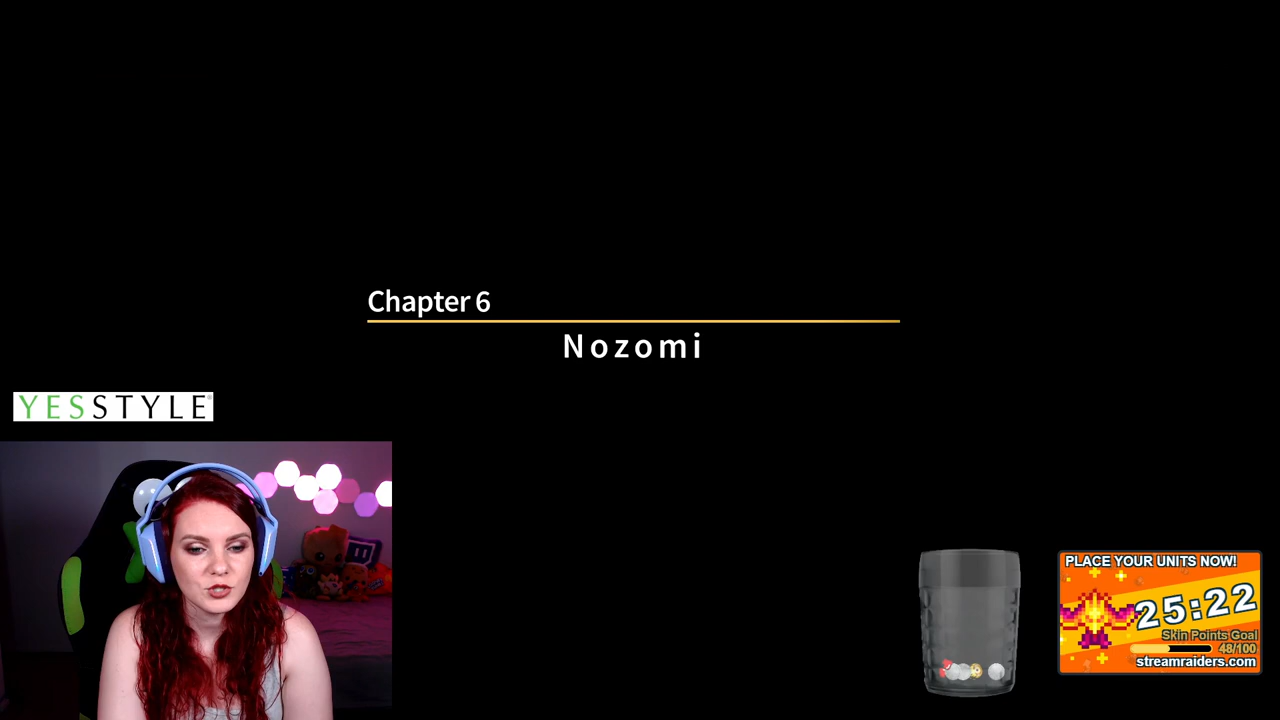 Chapter 6
Nozomi
YESSTYLE
PLACE YOUR UNITS NOW!
25:22
Skin Points Goal
48/100
streamraiders.com